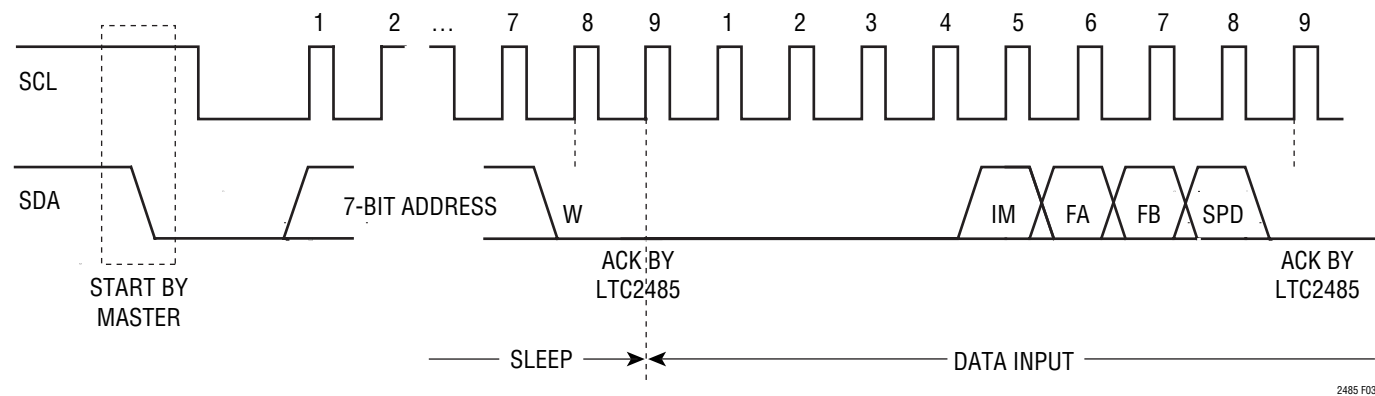 1 2 ... 7 8 9 1 2 3 4 5 6 7 8 9
SCL
SDA
7-BIT ADDRESS
W
IM
FA
FB
SPD
ACK BY
LTC2485
ACK BY
LTC2485
START BY
MASTER
SLEEP
DATA INPUT
2485 F03